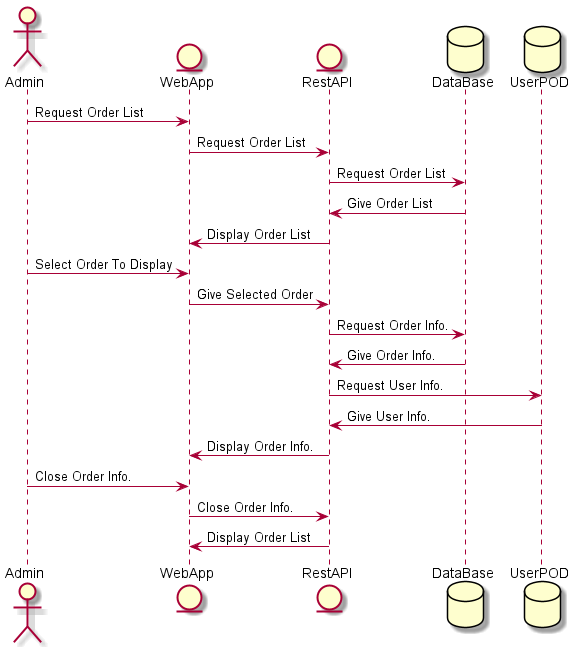 Admin
WebApp
RestAPI
DataBase
UserPOD
Request Order List
Request Order List
Request Order List
Give Order List
Display Order List
Select Order To Display
Give Selected Order
Request Order Info.
Give Order Info.
Request User Info.
Give User Info.
Display Order Info.
Close Order Info.
Close Order Info.
Display Order List
Admin
WebApp
RestAPI
DataBase
UserPOD